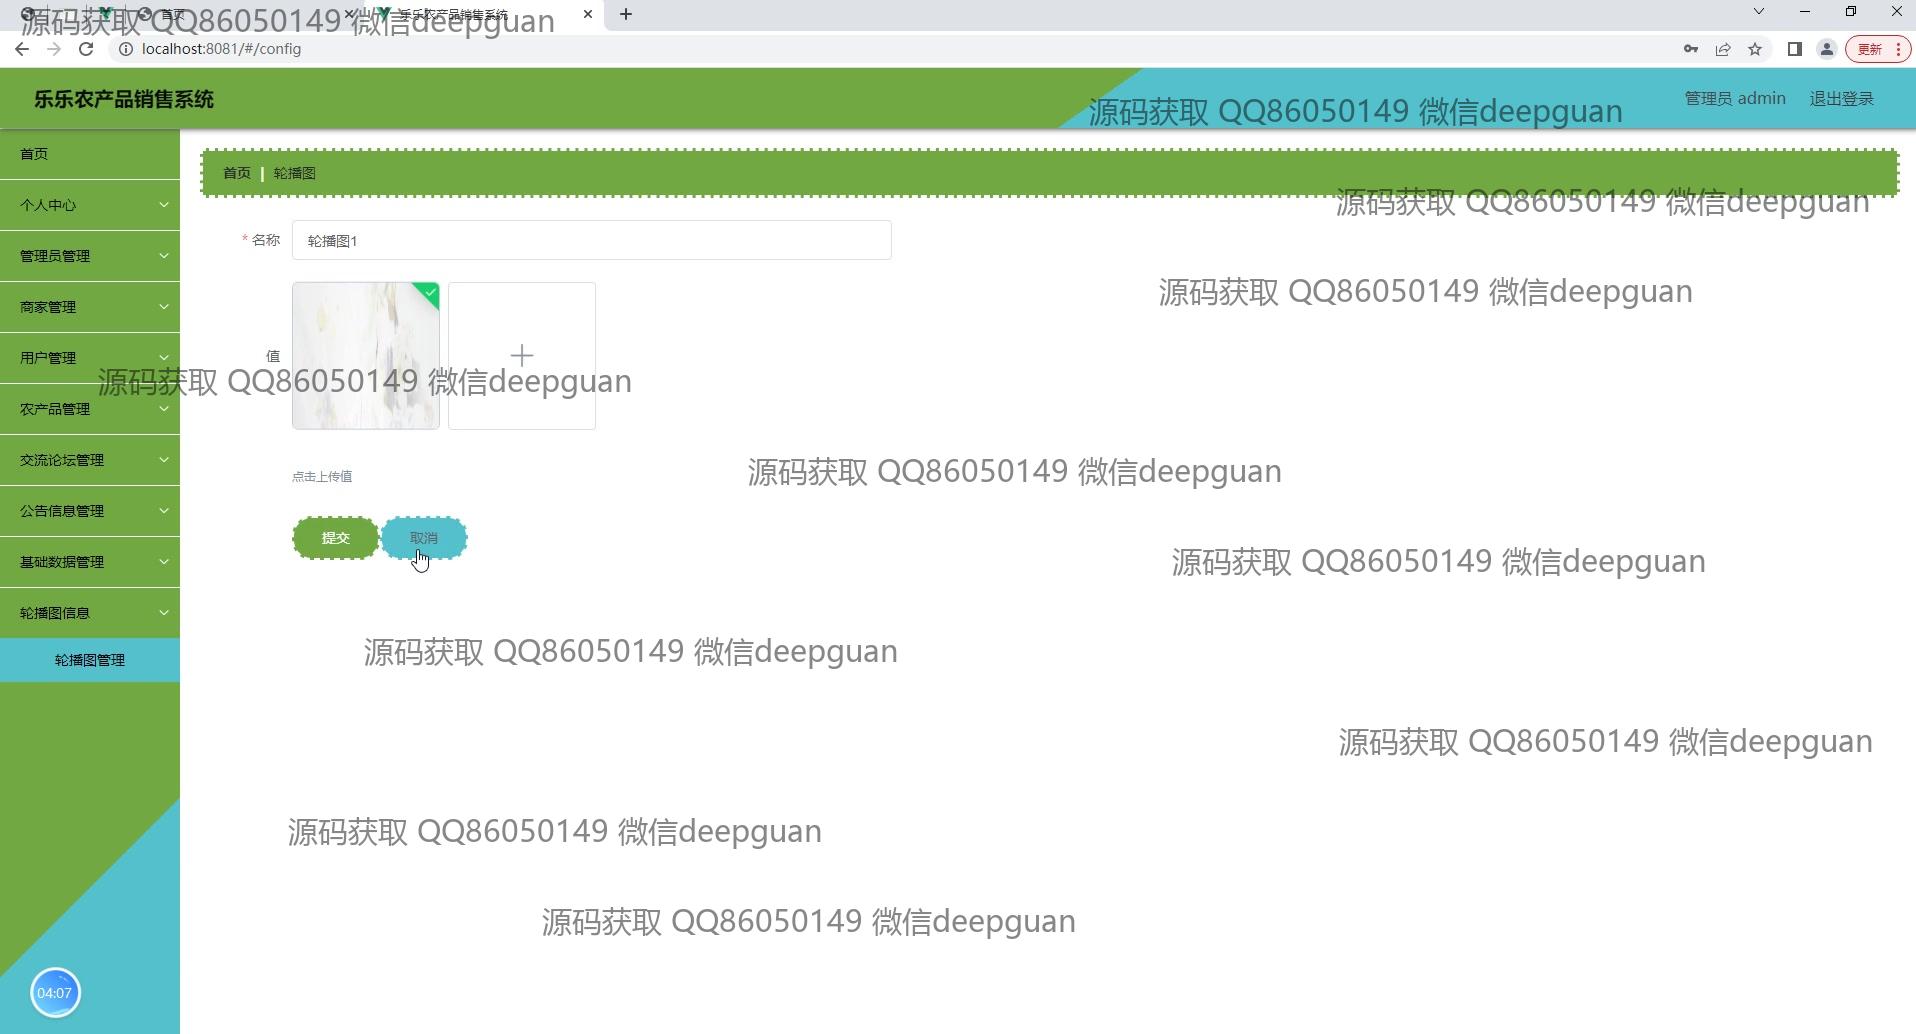 首页
乐乐农产品销售系统
源码获取 QQ86050149 微信deepguan
localhost:8081/#/config
更新
乐乐农产品销售系统
源码获取 QQ86050149 微信deepguan
管理员 admin
退出登录
首页
个人中心
管理员管理
商家管理
用户管理
农产品管理
交流论坛管理
公告信息管理
基础数据管理
轮播图信息
轮播图管理
首页 | 轮播图
源码获取 QQ86050149 微信deepguan
* 名称
轮播图1
源码获取 QQ86050149 微信deepguan
值
源码获取 QQ86050149 微信deepguan
点击上传值
源码获取 QQ86050149 微信deepguan
提交
取消
源码获取 QQ86050149 微信deepguan
源码获取 QQ86050149 微信deepguan
源码获取 QQ86050149 微信deepguan
源码获取 QQ86050149 微信deepguan
源码获取 QQ86050149 微信deepguan
04:07